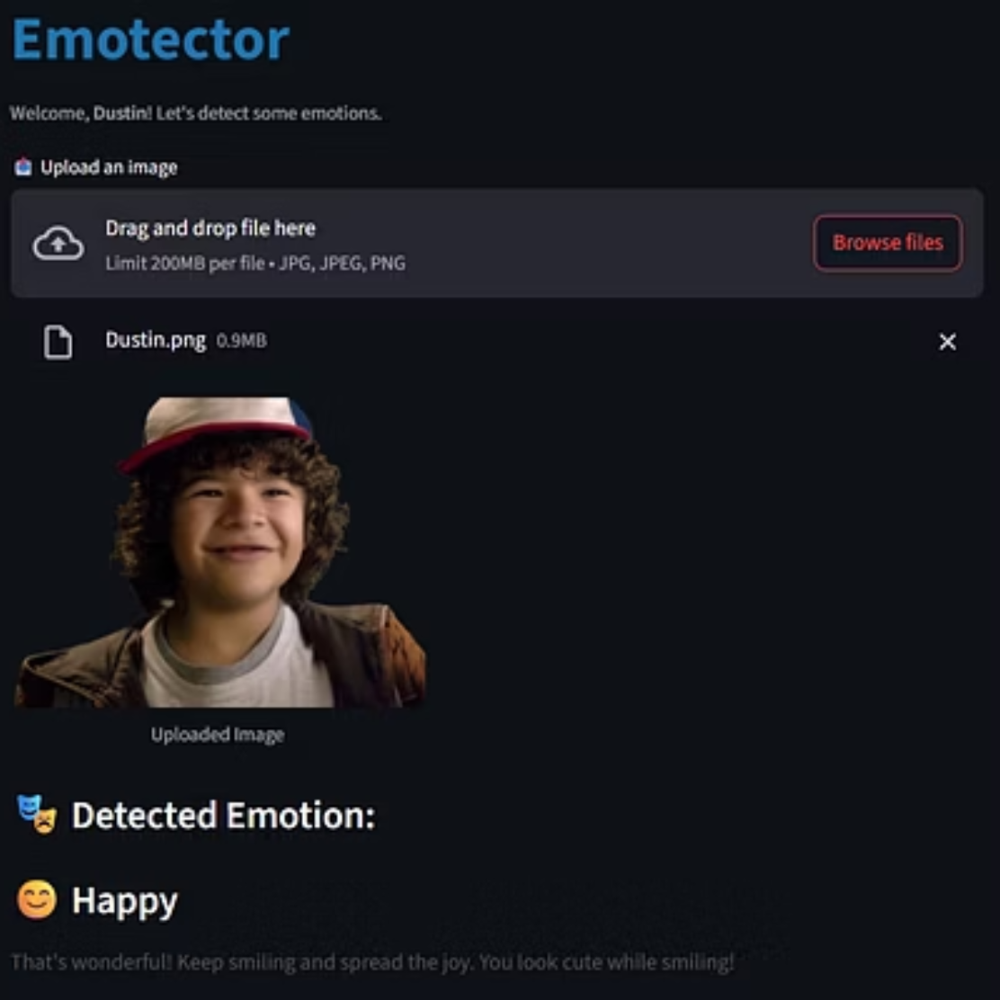 Emotector
Welcome, Dustin! Let's detect some emotions.
Upload an image
Drag and drop file here
Limit 200MB per file • JPG, JPEG, PNG
Browse files
Dustin.png 0.9MB
Uploaded Image
Detected Emotion:
Happy
That's wonderful! Keep smiling and spread the joy. You look cute while smiling!